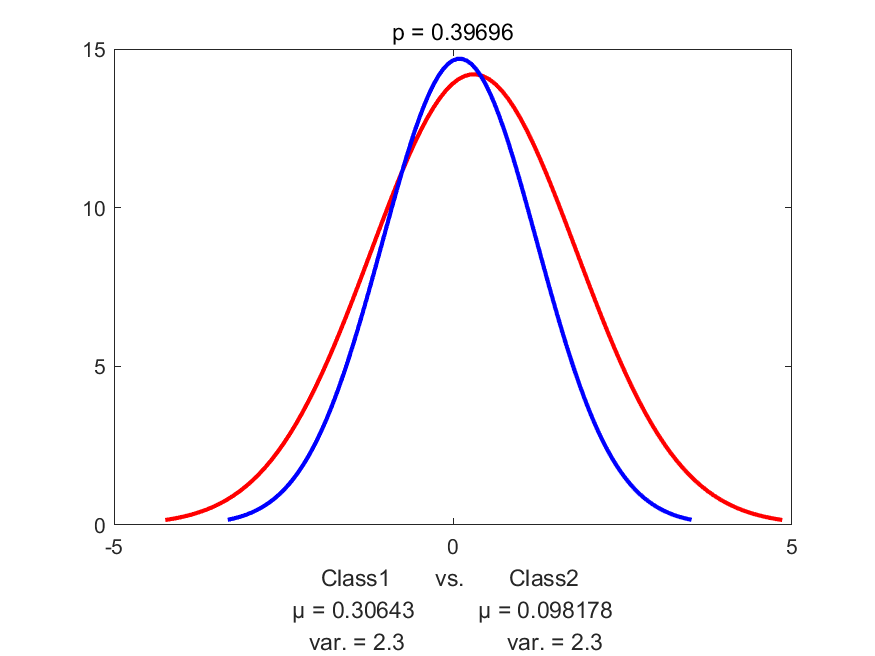 p = 0.39696
15
10
5
0
-5 0 5
Class1 vs. Class2
μ = 0.30643 μ = 0.098178
var. = 2.3 var. = 2.3